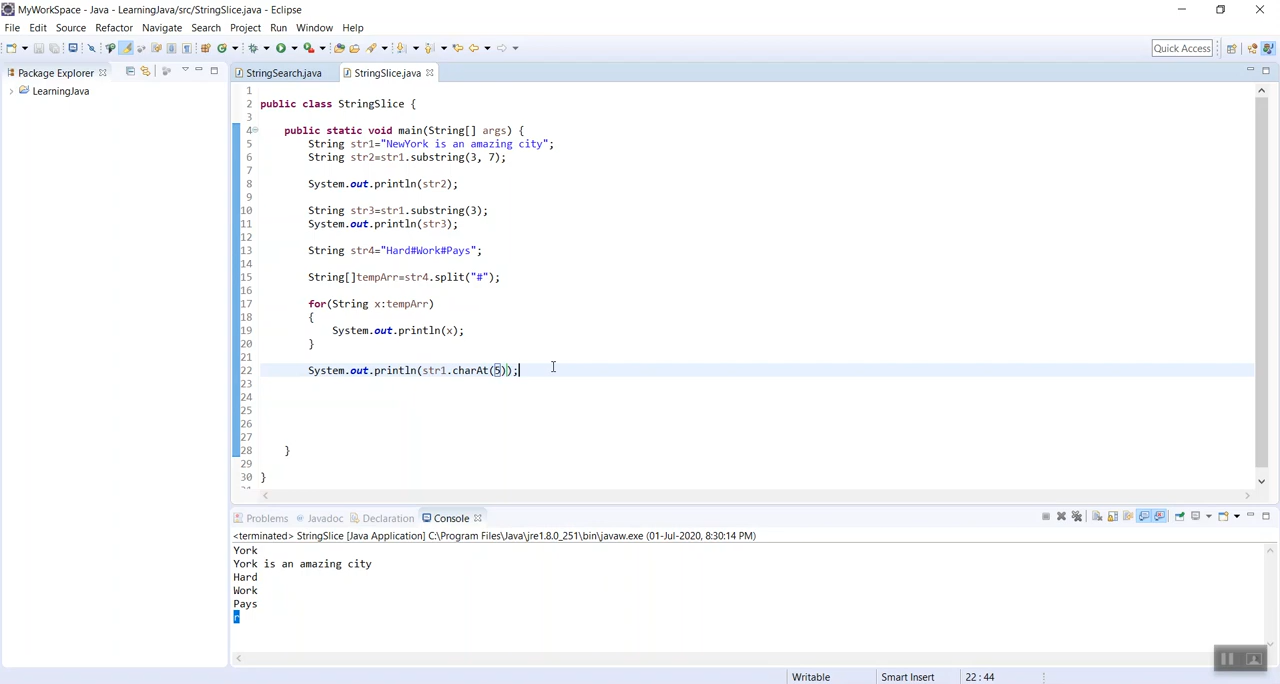 MyWorkSpace - Java - LearningJava/src/StringSlice.java - Eclipse
File Edit Source Refactor Navigate Search Project Run Window Help
Quick Access
Package Explorer
StringSearch.java StringSlice.java
LearningJava
1
2 public class StringSlice {
3
4 public static void main(String[] args) {
5 String str1="NewYork is an amazing city";
6 String str2=str1.substring(3, 7);
7
8 System.out.println(str2);
9
10 String str3=str1.substring(3);
11 System.out.println(str3);
12
13 String str4="Hard#Work#Pays";
14
15 String[]tempArr=str4.split("#");
16
17 for(String x:tempArr)
18 {
19 System.out.println(x);
20 }
21
22 System.out.println(str1.charAt(5));
23
24
25
26
27
28 }
29
30 }
Problems Javadoc Declaration Console
<terminated> StringSlice [Java Application] C:\Program Files\Java\jre1.8.0_251\bin\javaw.exe (01-Jul-2020, 8:30:14 PM)
York
York is an amazing city
Hard
Work
Pays
r
Writable Smart Insert 22 : 44